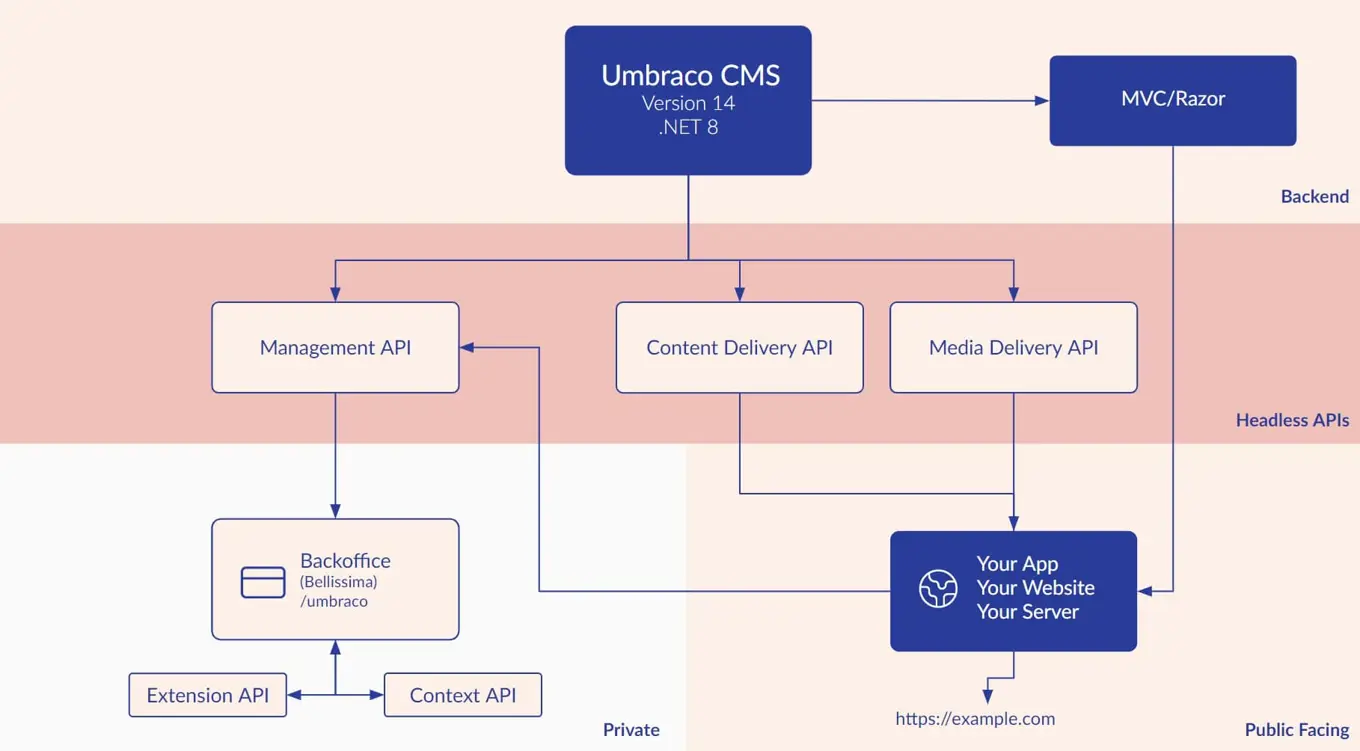 Umbraco CMS
Version 14
.NET 8
MVC/Razor
Backend
Management API
Content Delivery API
Media Delivery API
Headless APIs
Backoffice
(Bellissima)
/umbraco
Your App
Your Website
Your Server
Extension API
Context API
https://example.com
Private
Public Facing